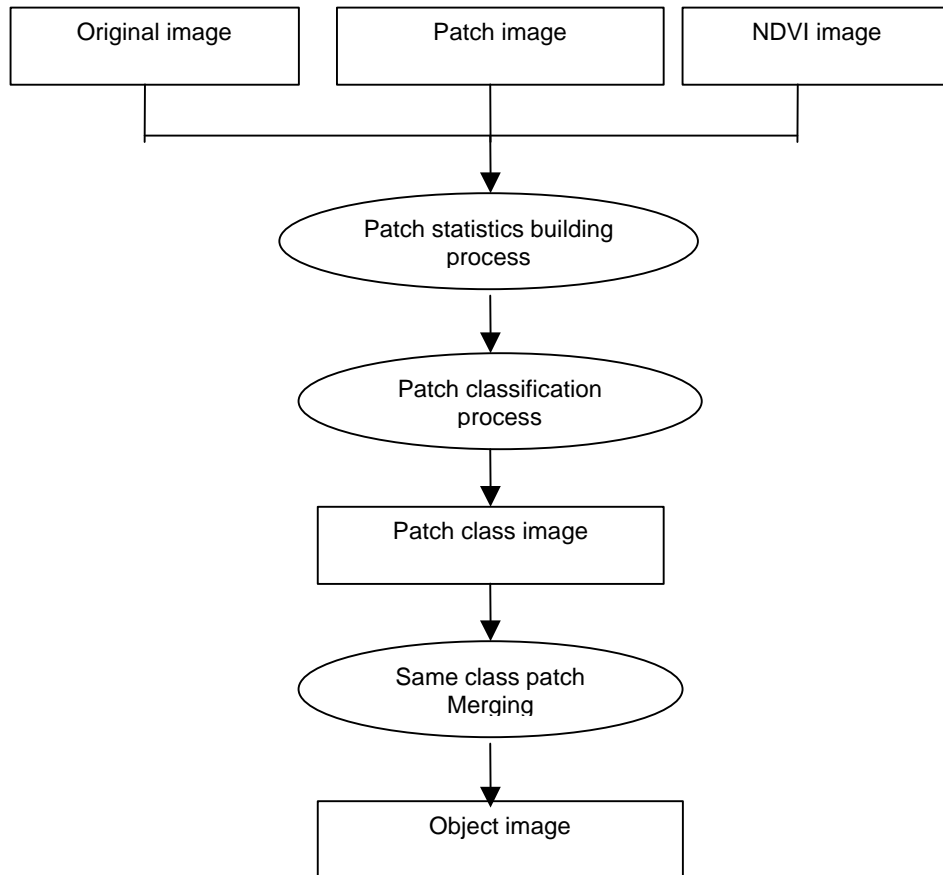 Original image
Patch image
NDVI image
Patch statistics building
process
Patch classification
process
Patch class image
Same class patch
Merging
Object image